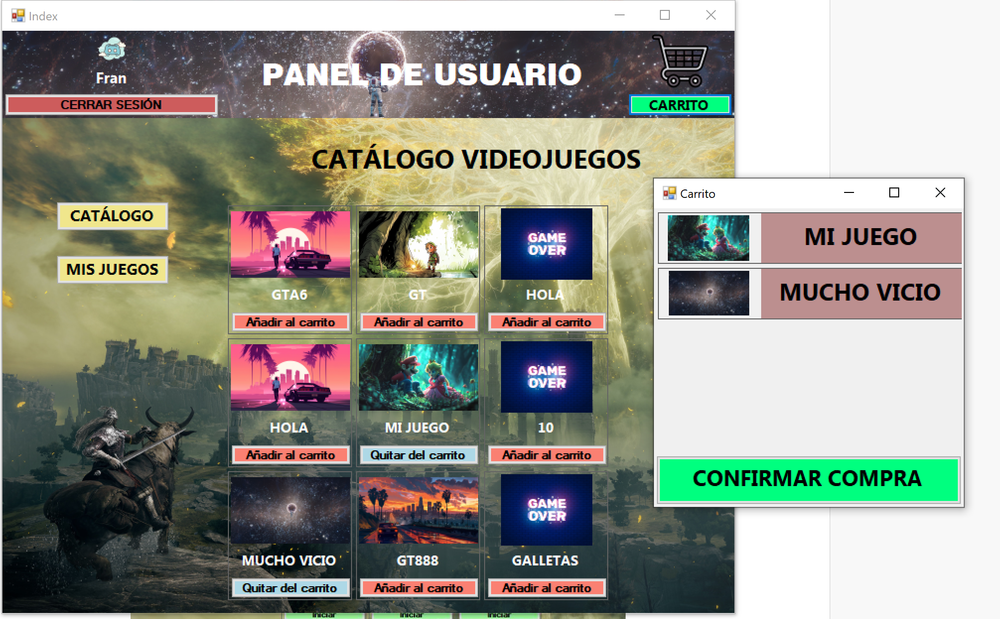 Index
Fran
PANEL DE USUARIO
CERRAR SESIÓN
CARRITO
CATÁLOGO VIDEOJUEGOS
CATÁLOGO
MIS JUEGOS
GAME
OVER
GTA6
GT
HOLA
Añadir al carrito
Añadir al carrito
Añadir al carrito
GAME
OVER
HOLA
MI JUEGO
10
Añadir al carrito
Quitar del carrito
Añadir al carrito
GAME
OVER
MUCHO VICIO
GT888
GALLETAS
Quitar del carrito
Añadir al carrito
Añadir al carrito
Iniciar
Iniciar
Iniciar
Carrito
MI JUEGO
MUCHO VICIO
CONFIRMAR COMPRA